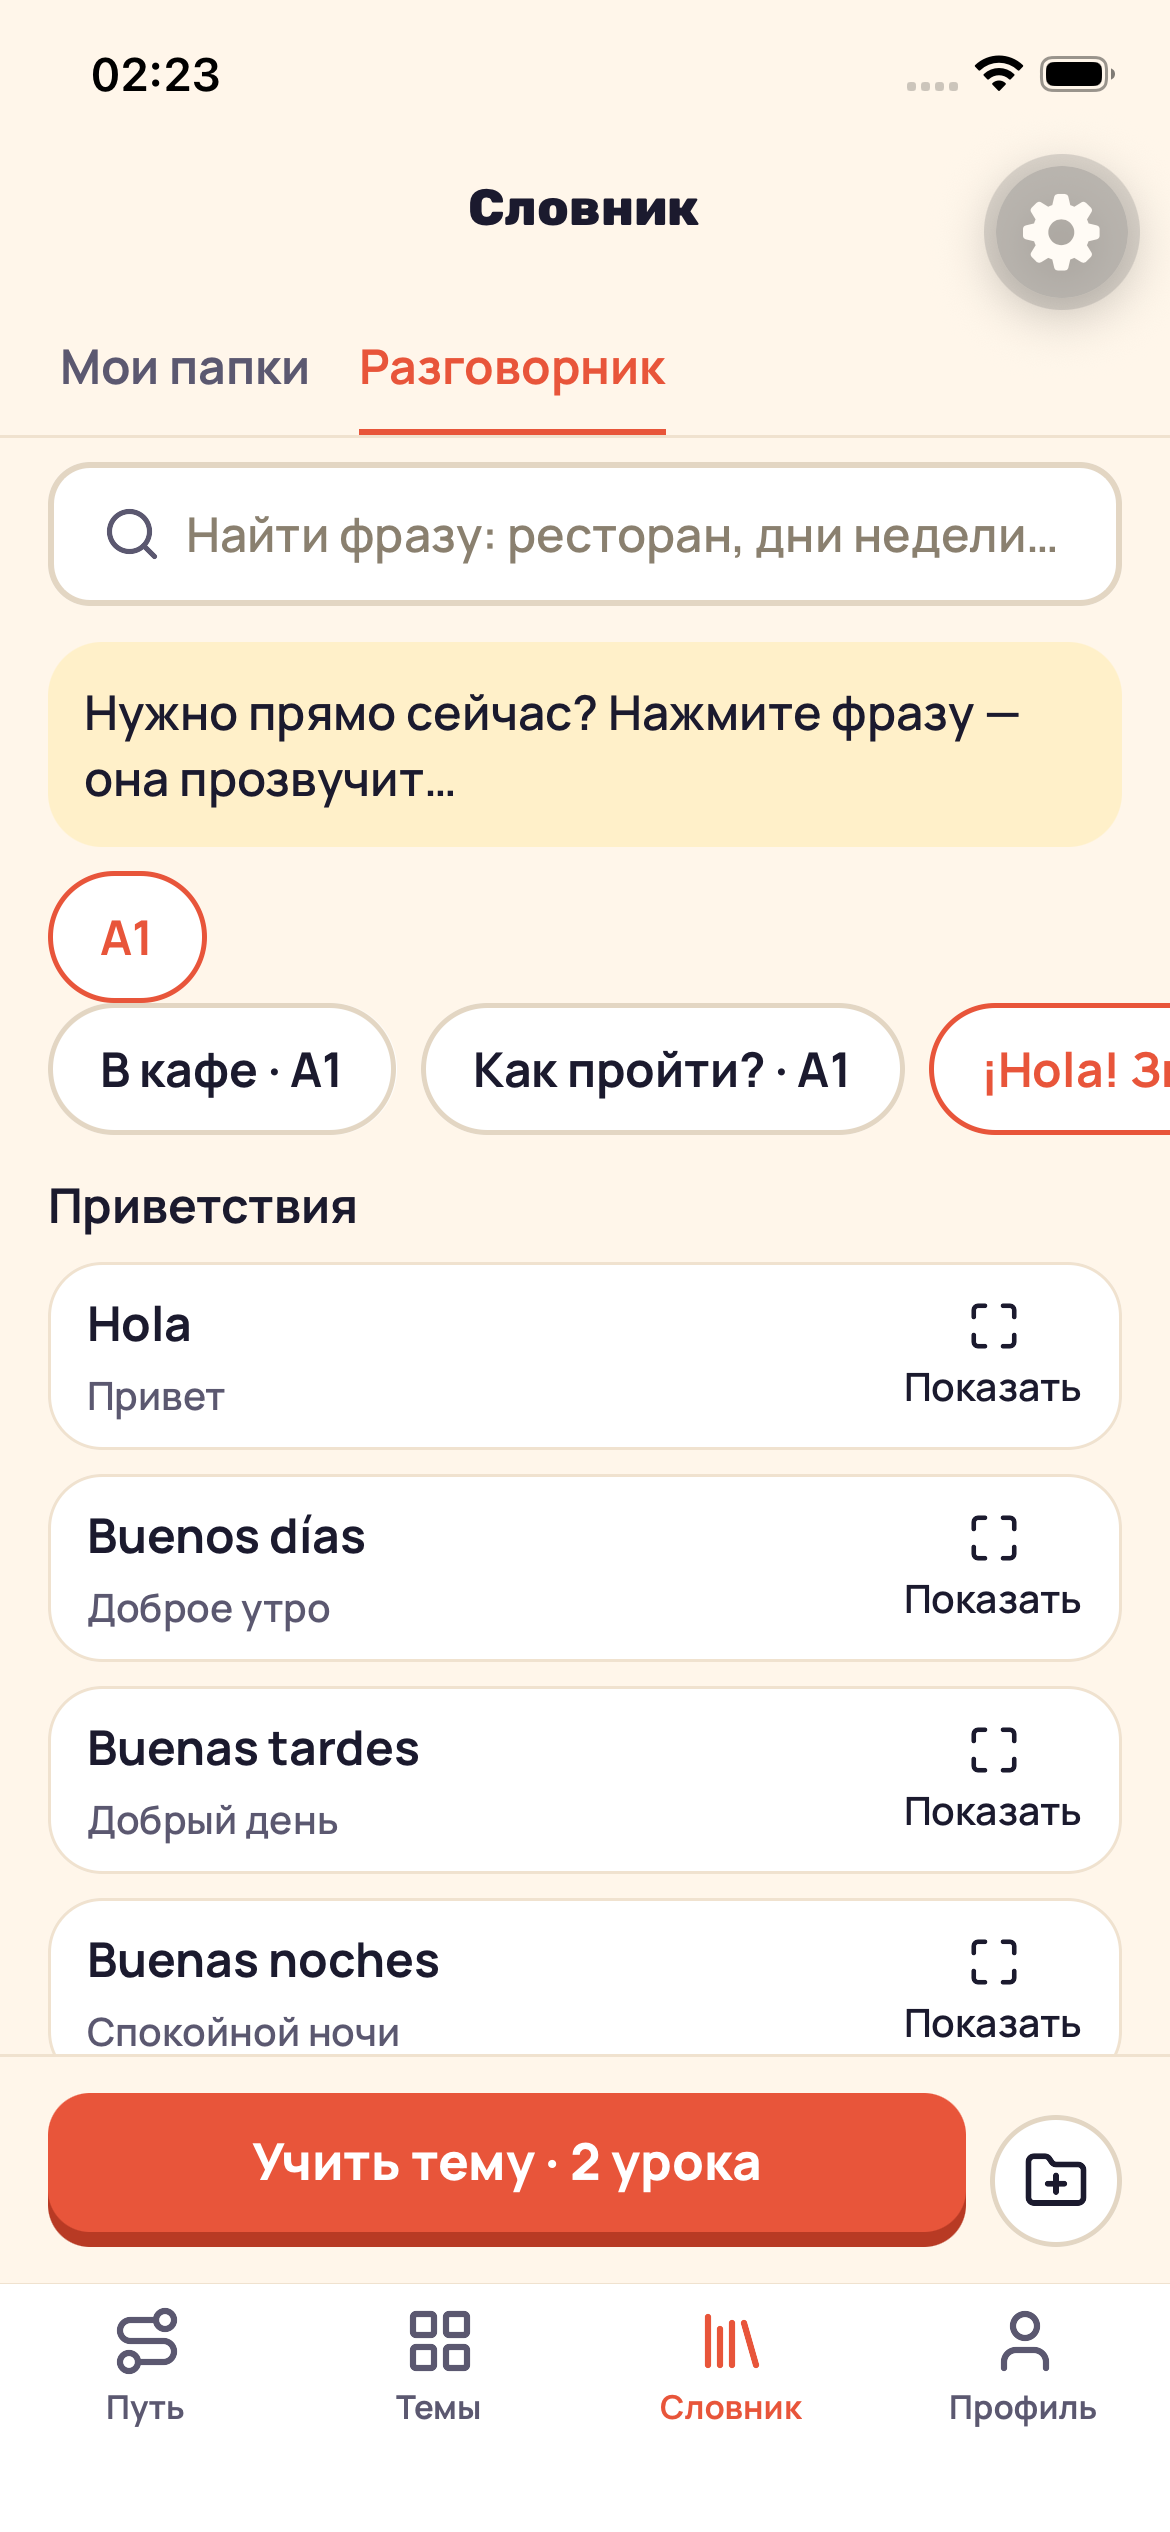 02:23
Словник
Мои папки
Разговорник
Найти фразу: ресторан, дни недели...
Нужно прямо сейчас? Нажмите фразу —
она прозвучит...
A1
В кафе · A1
Как пройти? · A1
¡Hola!
Приветствия
Hola
Привет
Показать
Buenos días
Доброе утро
Показать
Buenas tardes
Добрый день
Показать
Buenas noches
Спокойной ночи
Показать
Учить тему · 2 урока
Путь
Темы
Словник
Профиль